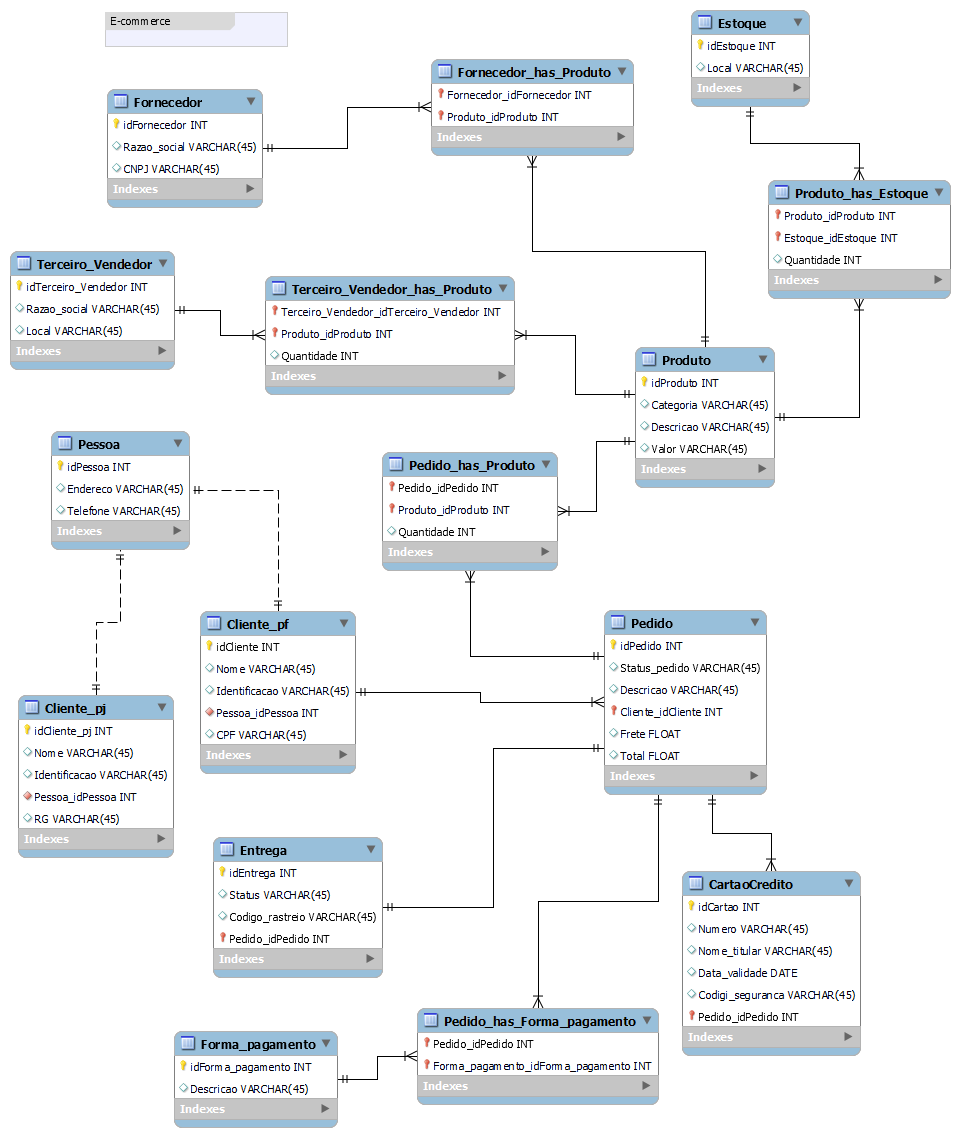 E-commerce
Estoque
idEstoque INT
Local VARCHAR(45)
Indexes
Fornecedor_has_Produto
Fornecedor_idFornecedor INT
Produto_idProduto INT
Indexes
Fornecedor
idFornecedor INT
Razao_social VARCHAR(45)
CNPJ VARCHAR(45)
Indexes
Produto_has_Estoque
Produto_idProduto INT
Estoque_idEstoque INT
Quantidade INT
Indexes
Terceiro_Vendedor
idTerceiro_Vendedor INT
Razao_social VARCHAR(45)
Local VARCHAR(45)
Indexes
Terceiro_Vendedor_has_Produto
Terceiro_Vendedor_idTerceiro_Vendedor INT
Produto_idProduto INT
Quantidade INT
Indexes
Produto
idProduto INT
Categoria VARCHAR(45)
Descricao VARCHAR(45)
Valor VARCHAR(45)
Indexes
Pessoa
idPessoa INT
Endereco VARCHAR(45)
Telefone VARCHAR(45)
Indexes
Pedido_has_Produto
Pedido_idPedido INT
Produto_idProduto INT
Quantidade INT
Indexes
Cliente_pf
idCliente INT
Nome VARCHAR(45)
Identificacao VARCHAR(45)
Pessoa_idPessoa INT
CPF VARCHAR(45)
Indexes
Pedido
idPedido INT
Status_pedido VARCHAR(45)
Descricao VARCHAR(45)
Cliente_idCliente INT
Frete FLOAT
Total FLOAT
Indexes
Cliente_pj
idCliente_pj INT
Nome VARCHAR(45)
Identificacao VARCHAR(45)
Pessoa_idPessoa INT
RG VARCHAR(45)
Indexes
Entrega
idEntrega INT
Status VARCHAR(45)
Codigo_rastreio VARCHAR(45)
Pedido_idPedido INT
Indexes
CartaoCredito
idCartao INT
Numero VARCHAR(45)
Nome_titular VARCHAR(45)
Data_validade DATE
Codigi_seguranca VARCHAR(45)
Pedido_idPedido INT
Indexes
Pedido_has_Forma_pagamento
Pedido_idPedido INT
Forma_pagamento_idForma_pagamento INT
Indexes
Forma_pagamento
idForma_pagamento INT
Descricao VARCHAR(45)
Indexes